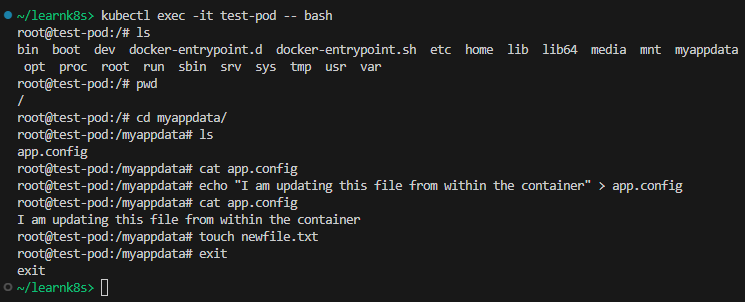 ~/learnk8s> kubectl exec -it test-pod -- bash
root@test-pod:/# ls
bin  boot  dev  docker-entrypoint.d  docker-entrypoint.sh  etc  home  lib  lib64  media  mnt  myappdata
 opt  proc  root  run  sbin  srv  sys  tmp  usr  var
root@test-pod:/# pwd
/
root@test-pod:/# cd myappdata/
root@test-pod:/myappdata# ls
app.config
root@test-pod:/myappdata# cat app.config
root@test-pod:/myappdata# echo "I am updating this file from within the container" > app.config
root@test-pod:/myappdata# cat app.config
I am updating this file from within the container
root@test-pod:/myappdata# touch newfile.txt
root@test-pod:/myappdata# exit
exit
~/learnk8s>